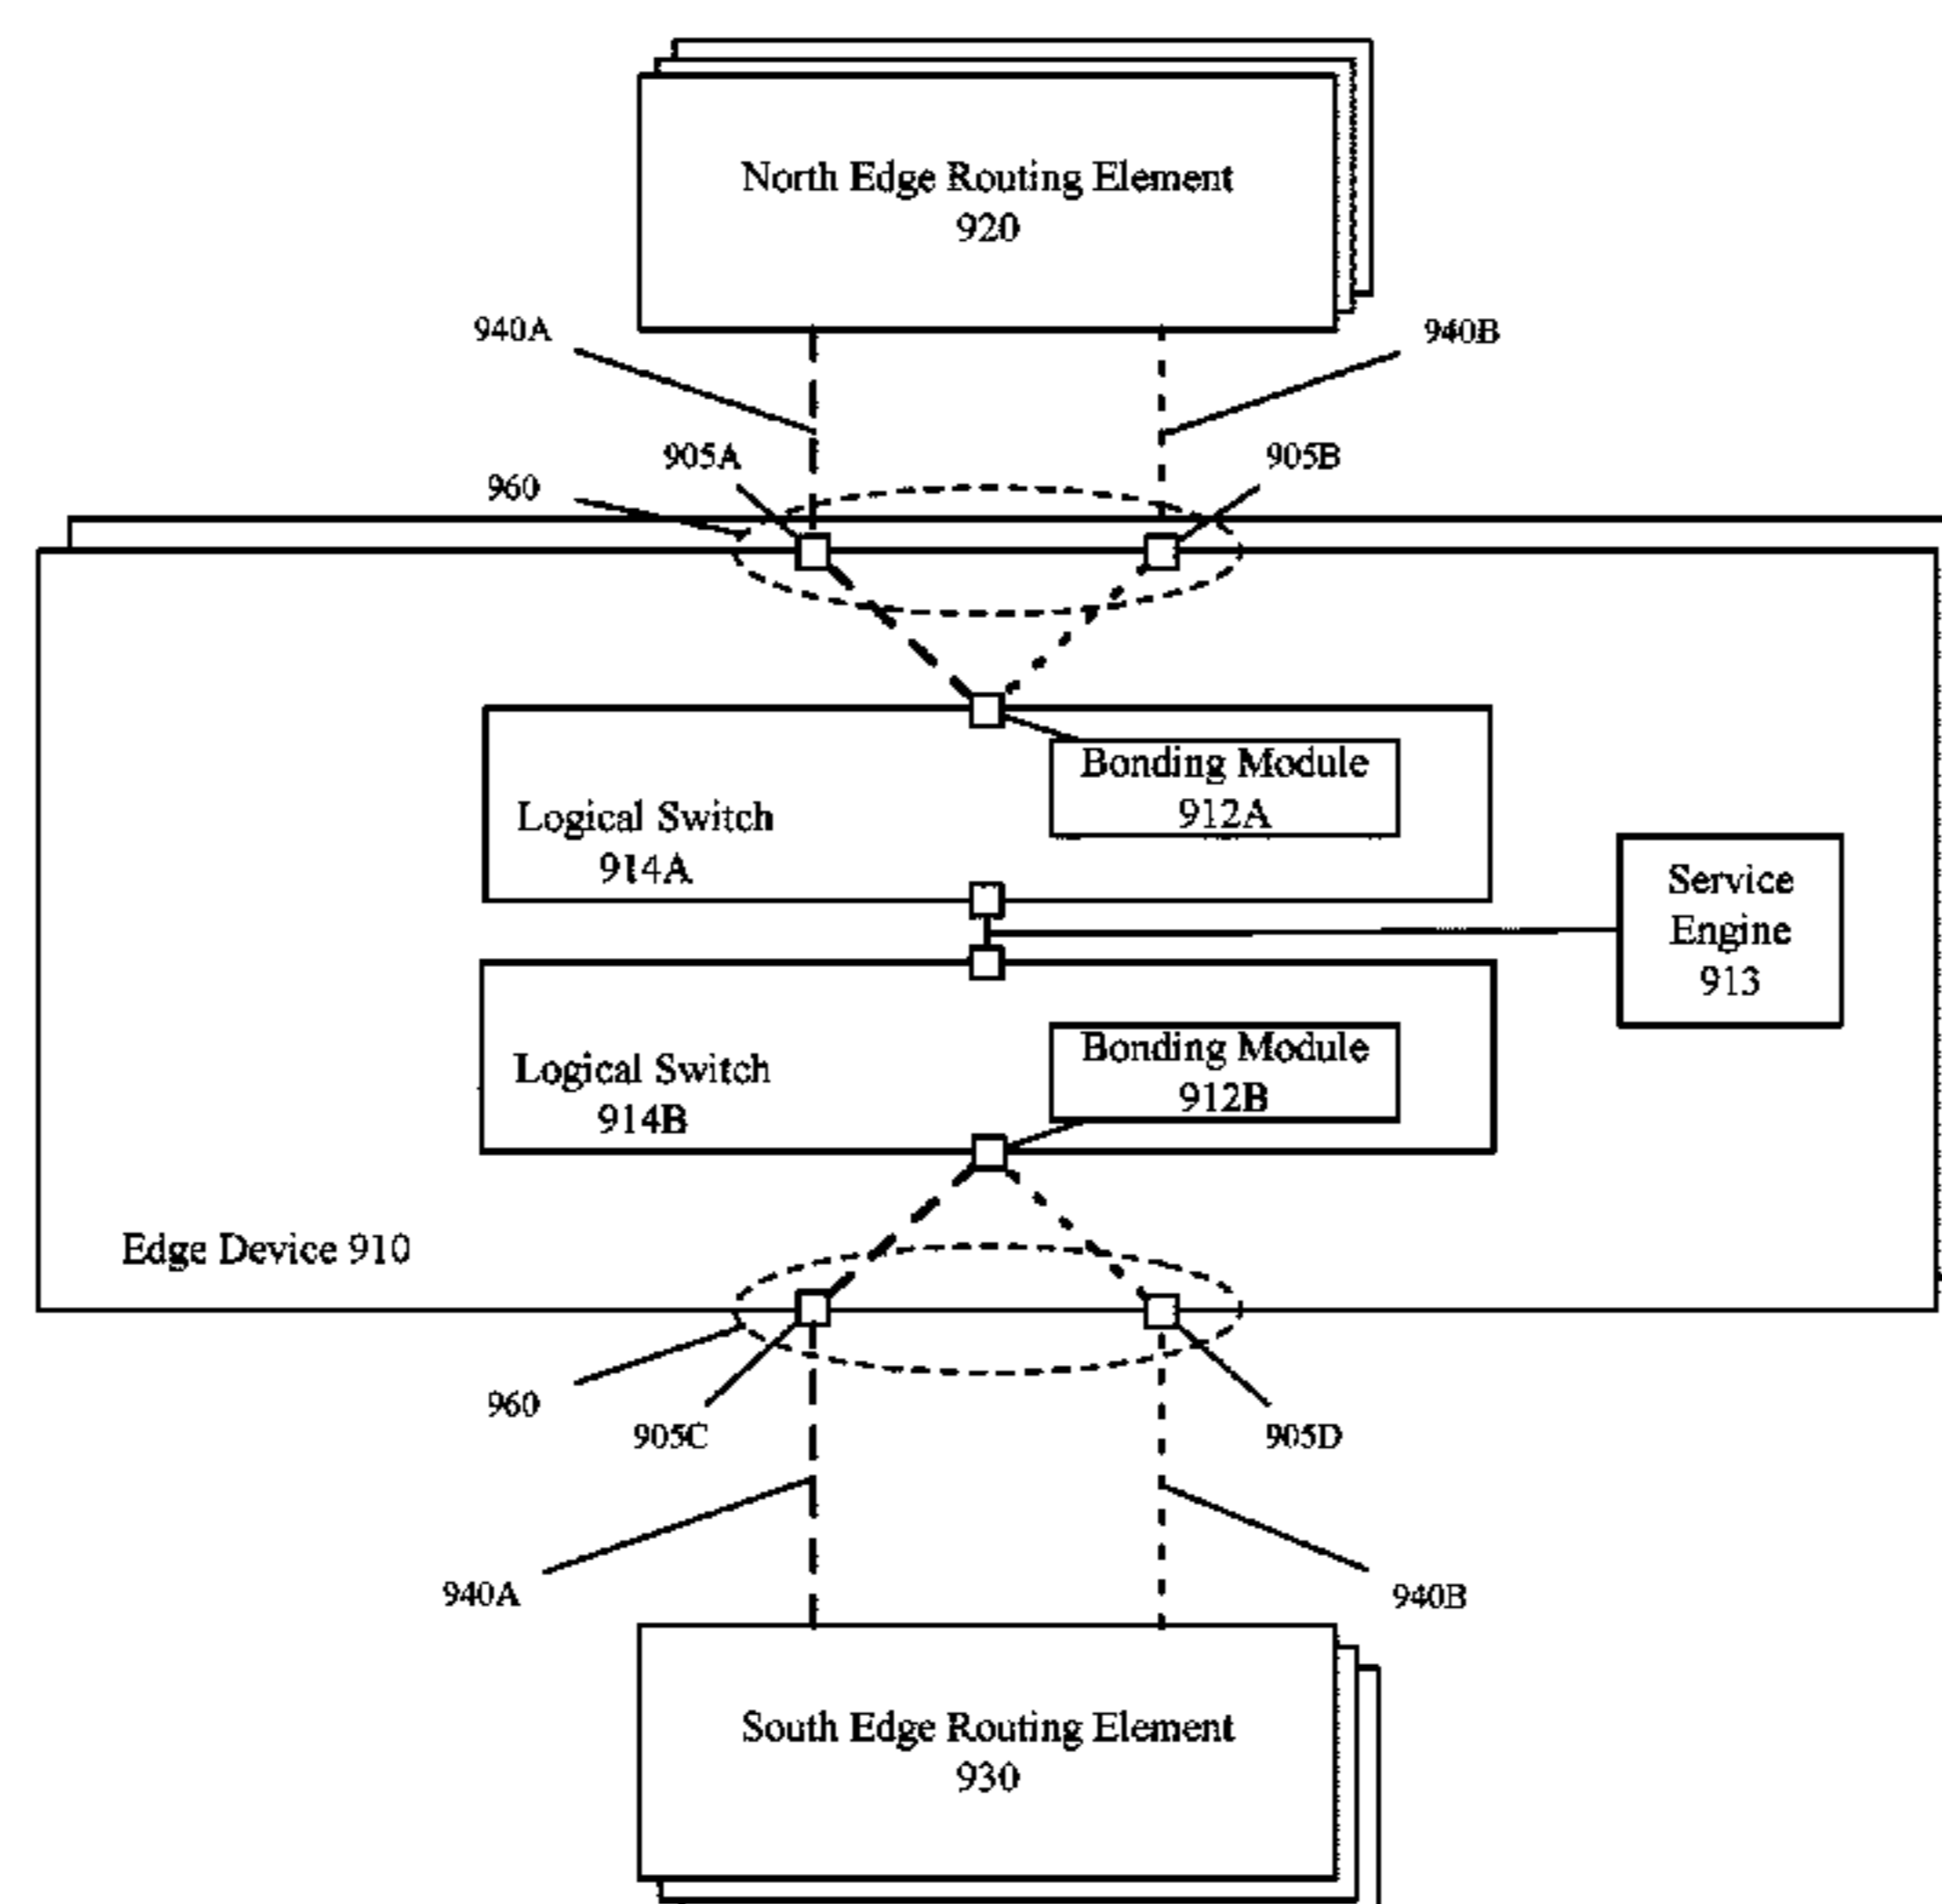 North Edge Routing Element
920
940A
940B
905A
905B
960
Bonding Module
912A
Logical Switch
914A
Service
Engine
913
Bonding Module
912B
Logical Switch
914B
Edge Device 910
960
905C
905D
940A
940B
South Edge Routing Element
930